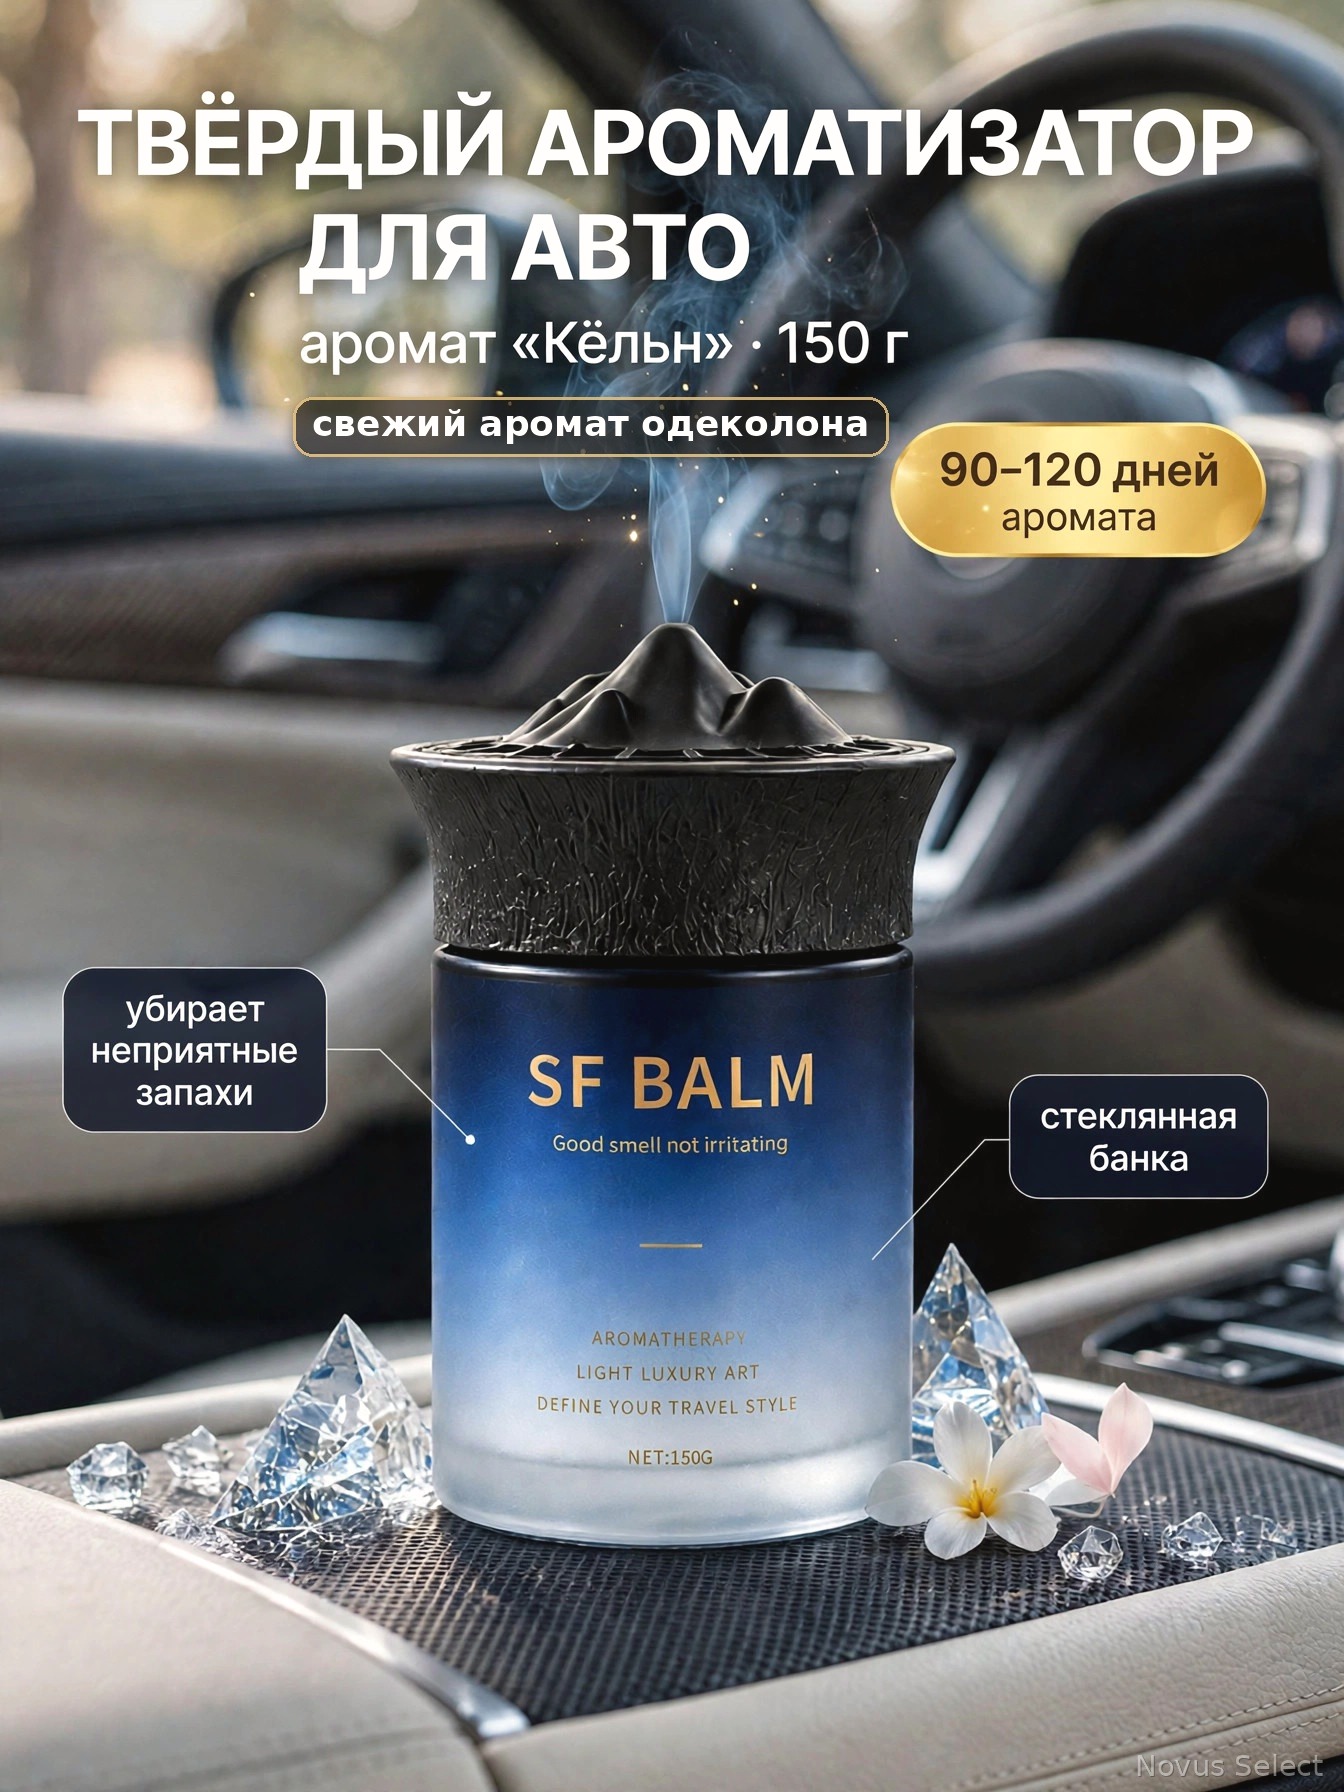 ТВЁРДЫЙ АРОМАТИЗАТОР
ДЛЯ АВТО
аромат «Кёльн» · 150 г
свежий аромат одеколона
90–120 дней
аромата
убирает
неприятные
запахи
SF BALM
Good smell not irritating
стеклянная
банка
AROMATHERAPY
LIGHT LUXURY ART
DEFINE YOUR TRAVEL STYLE
NET:150G
Novus Select